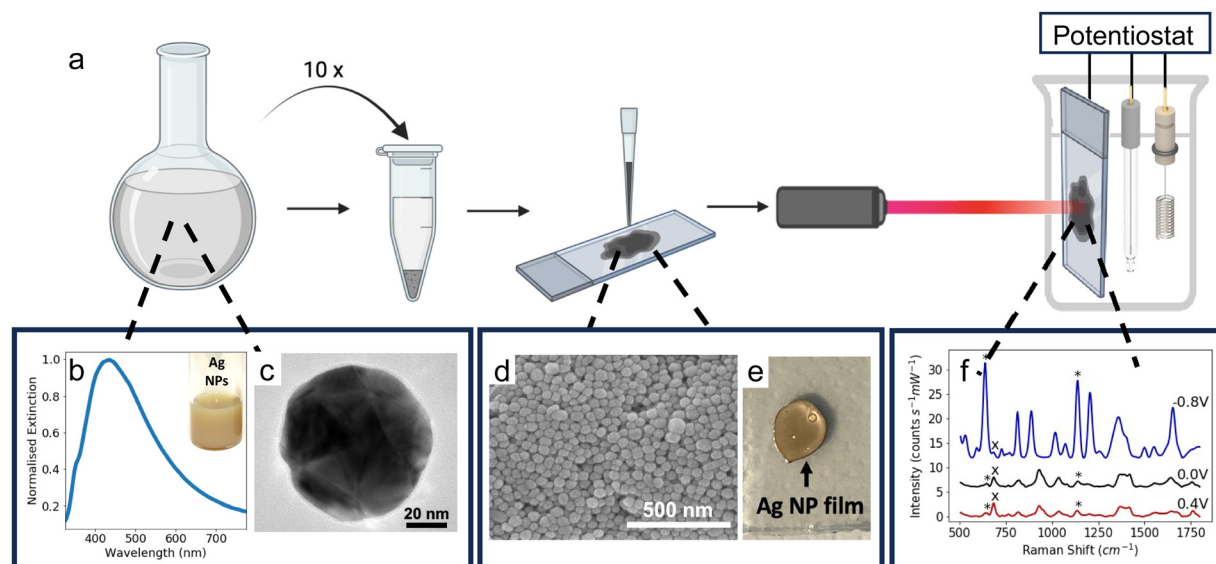 Potentiostat
a
10 x
b
Ag
NPs
Normalised Extinction
1.0
0.8
0.6
0.4
0.2
400
500
600
700
Wavelength (nm)
c
20 nm
d
500 nm
e
Ag NP film
f
Intensity (counts s⁻¹mW⁻¹)
30
25
20
15
10
5
0
*
*
-0.8V
x
*
x
*
0.0V
*
x
*
0.4V
500
750
1000
1250
1500
1750
Raman Shift (cm⁻¹)